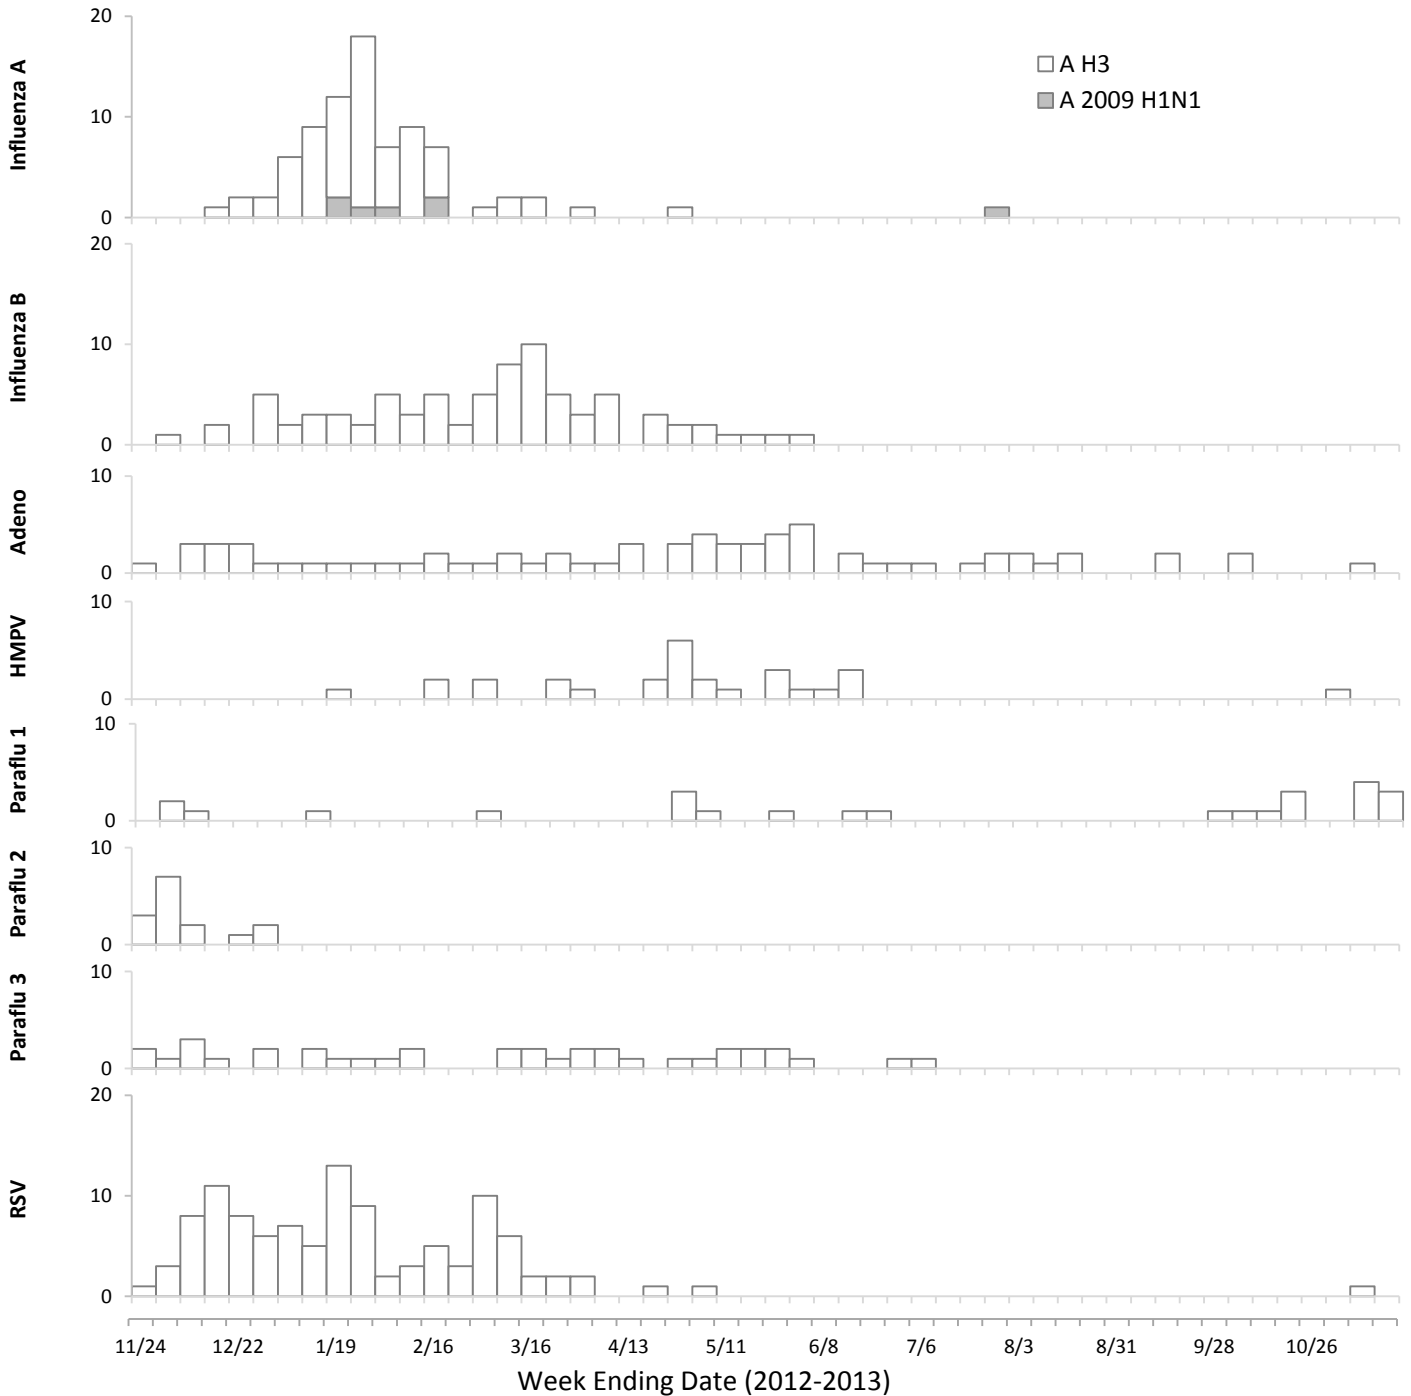 Influenza A
20
10
0
A H3
A 2009 H1N1
Influenza B
20
10
0
Adeno
10
0
HMPV
10
0
Paraflu 1
10
0
Paraflu 2
10
0
Paraflu 3
10
0
RSV
20
10
0
11/24 12/22 1/19 2/16 3/16 4/13 5/11 6/8 7/6 8/3 8/31 9/28 10/26
Week Ending Date (2012-2013)